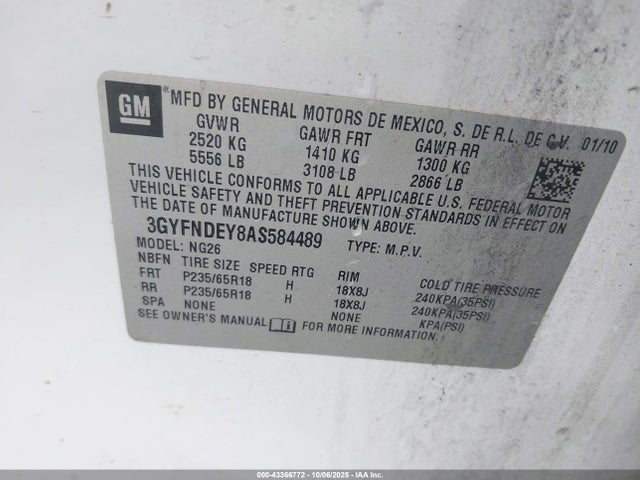 GM
® MFD BY GENERAL MOTORS DE MEXICO, S. DE R.L. DE C.V. 01/10
GVWR GAWR FRT GAWR RR
2520 KG 1410 KG 1300 KG
5556 LB 3108 LB 2866 LB
THIS VEHICLE CONFORMS TO ALL APPLICABLE U.S. FEDERAL MOTOR
VEHICLE SAFETY AND THEFT PREVENTION STANDARDS IN EFFECT ON
THE DATE OF MANUFACTURE SHOWN ABOVE.
3GYFNDEY8AS584489 TYPE: M.P.V.
MODEL: NG26
NBFN TIRE SIZE SPEED RTG RIM COLD TIRE PRESSURE
FRT P235/65R18 H 18X8J 240KPA(35PSI)
RR P235/65R18 H 18X8J 240KPA(35PSI)
SPA NONE NONE KPA(PSI)
SEE OWNER'S MANUAL FOR MORE INFORMATION.
000-43366772 - 10/06/2025 - IAAI.com